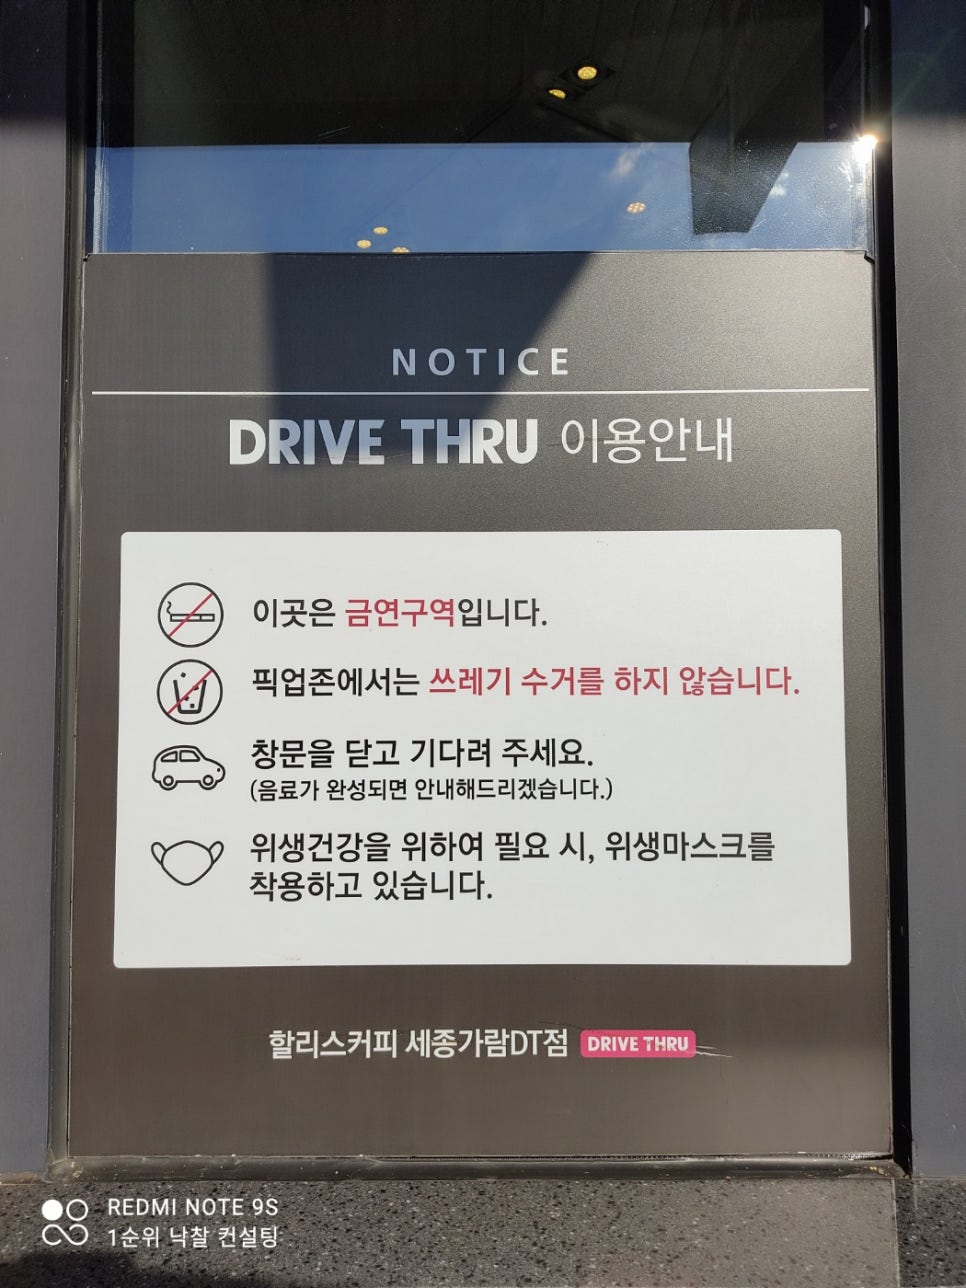 NOTICE
DRIVE THRU 이용안내
이곳은 금연구역입니다.
픽업존에서는 쓰레기 수거를 하지 않습니다.
창문을 닫고 기다려 주세요.
(음료가 완성되면 안내해드리겠습니다.)
위생건강을 위하여 필요 시, 위생마스크를
착용하고 있습니다.
할리스커피 세종가람DT점 DRIVE THRU
REDMI NOTE 9S
1순위 낙찰 컨설팅